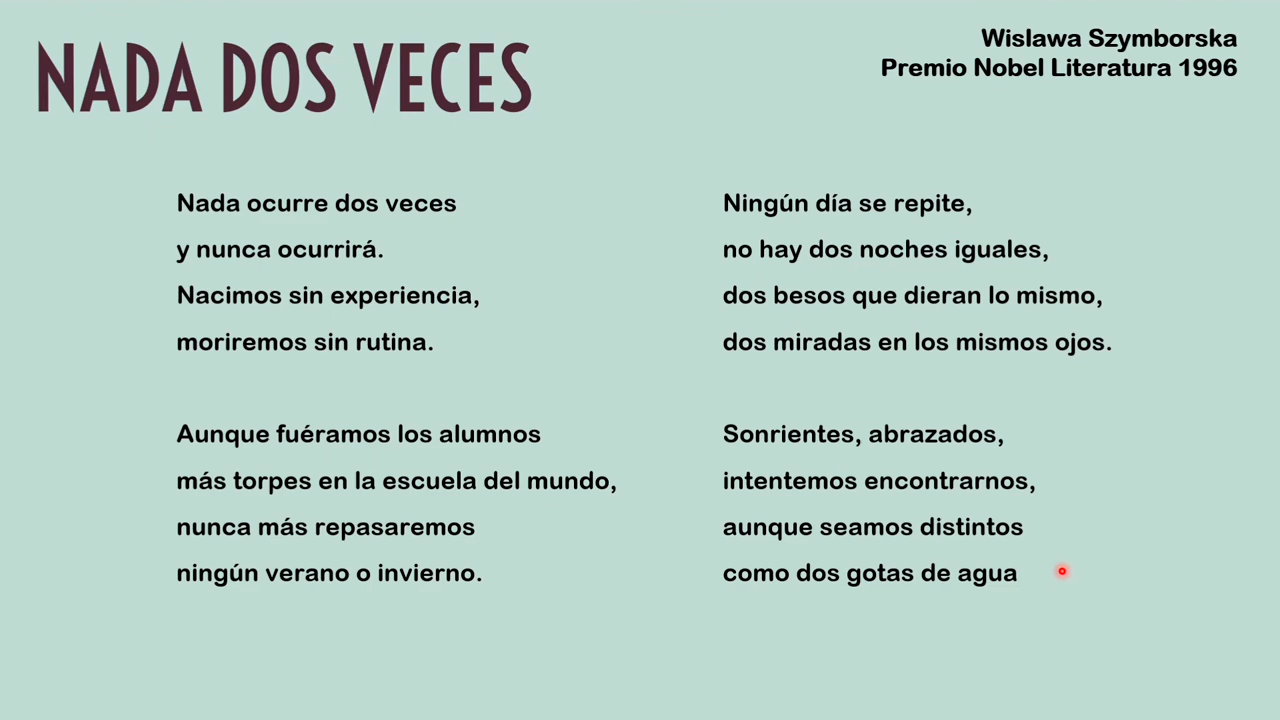 NADA DOS VECES
Wislawa Szymborska
Premio Nobel Literatura 1996
Nada ocurre dos veces
y nunca ocurrirá.
Nacimos sin experiencia,
moriremos sin rutina.
Aunque fuéramos los alumnos
más torpes en la escuela del mundo,
nunca más repasaremos
ningún verano o invierno.
Ningún día se repite,
no hay dos noches iguales,
dos besos que dieran lo mismo,
dos miradas en los mismos ojos.
Sonrientes, abrazados,
intentemos encontrarnos,
aunque seamos distintos
como dos gotas de agua